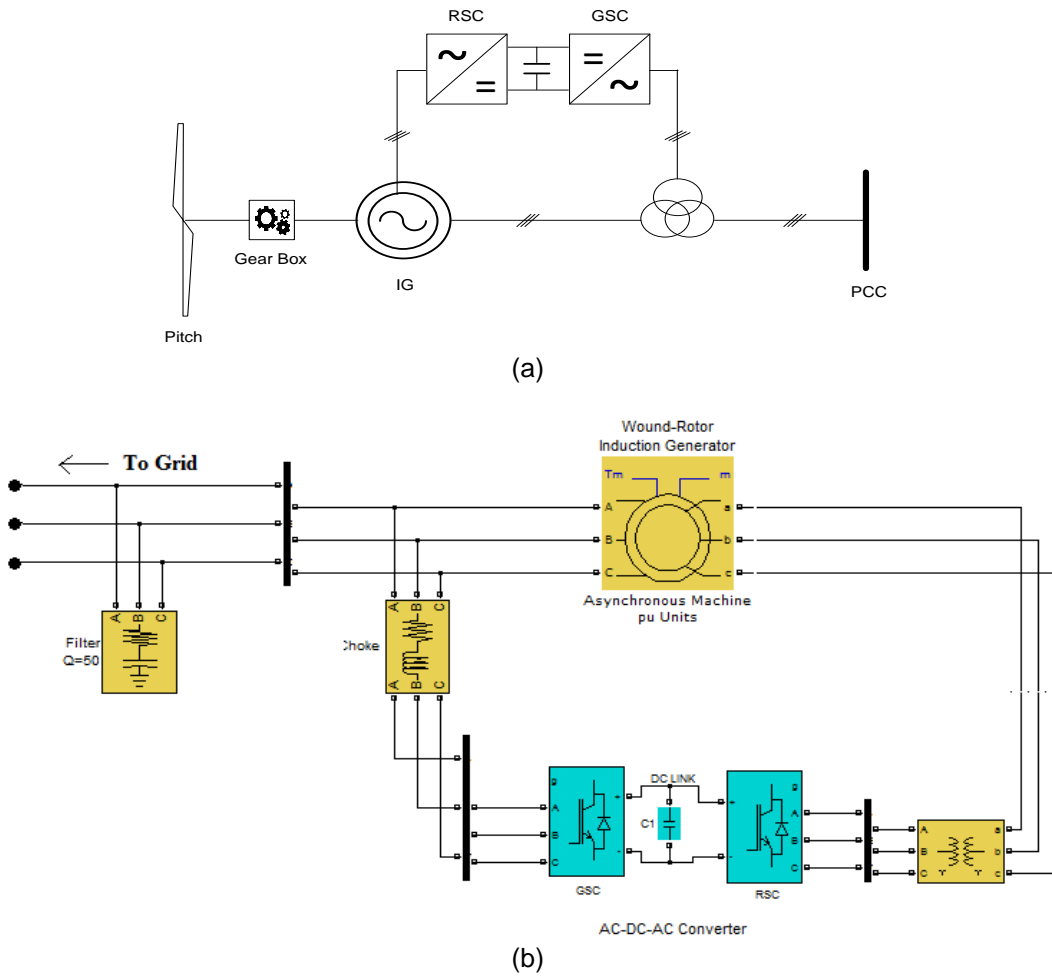 RSC
GSC
Gear Box
IG
PCC
Pitch
(a)
To Grid
Wound-Rotor
Induction Generator
Tm
m
A
a
B
b
C
c
Asynchronous Machine
pu Units
A B C
Filter
Q=50
A B C
Choke
A B C
g
A
B
C
+
-
GSC
DC LINK
C1
g
+
-
A
B
C
RSC
A
B
C
a
b
c
Y Y
AC-DC-AC Converter
(b)